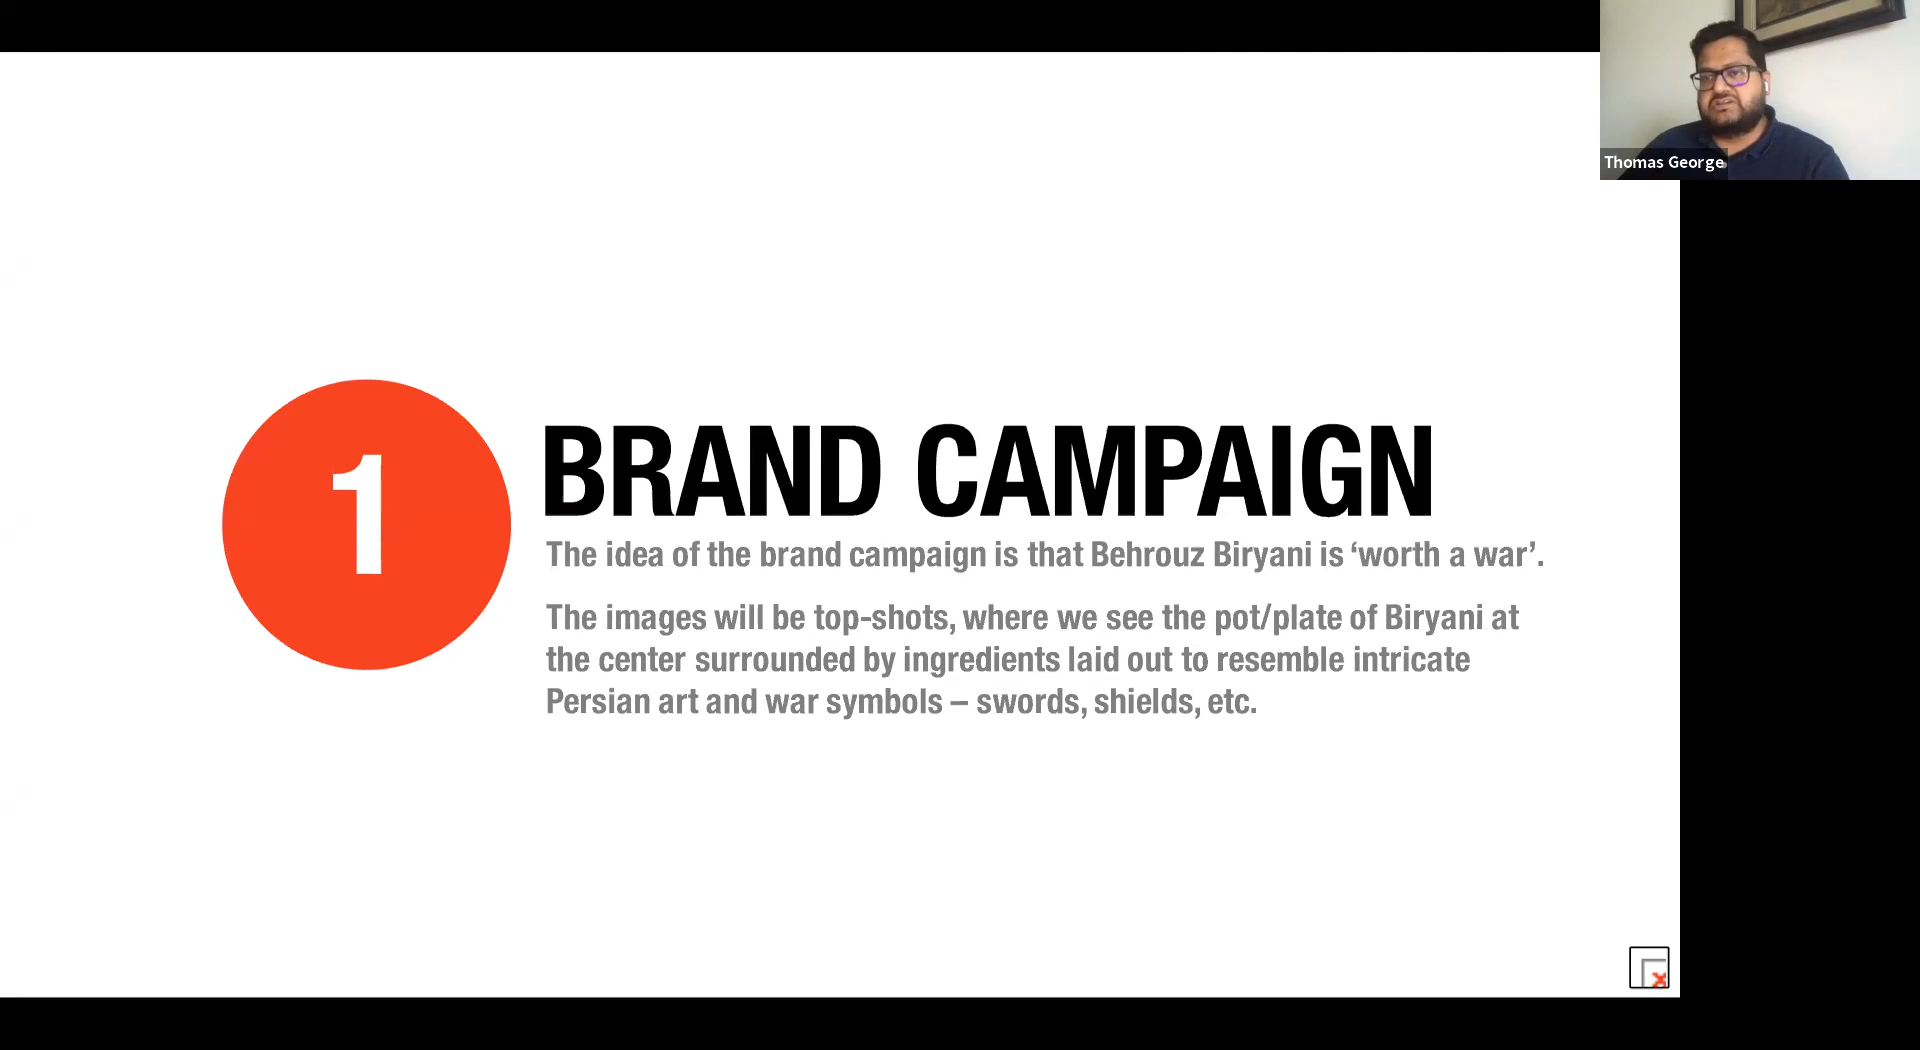 Thomas George
1
BRAND CAMPAIGN
The idea of the brand campaign is that Behrouz Biryani is ‘worth a war’.
The images will be top-shots, where we see the pot/plate of Biryani at
the center surrounded by ingredients laid out to resemble intricate
Persian art and war symbols – swords, shields, etc.